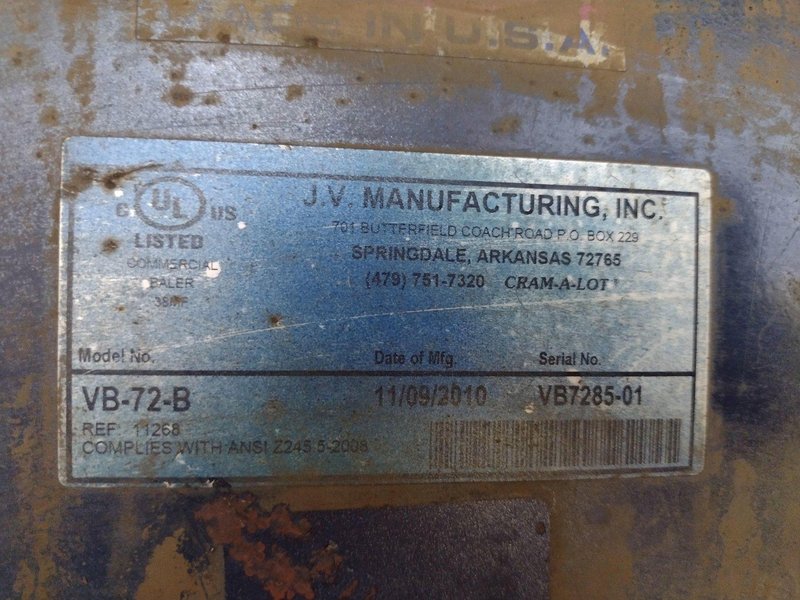 MADE IN U.S.A.
C UL US
LISTED
COMMERCIAL
BALER
J.V. MANUFACTURING, INC.
701 BUTTERFIELD COACH ROAD P.O. BOX 229
SPRINGDALE, ARKANSAS 72765
(479) 751-7320 CRAM-A-LOT®
Model No. Date of Mfg. Serial No.
VB-72-B 11/09/2010 VB7285-01
REF 11268
COMPLIES WITH ANSI Z245.5-2008